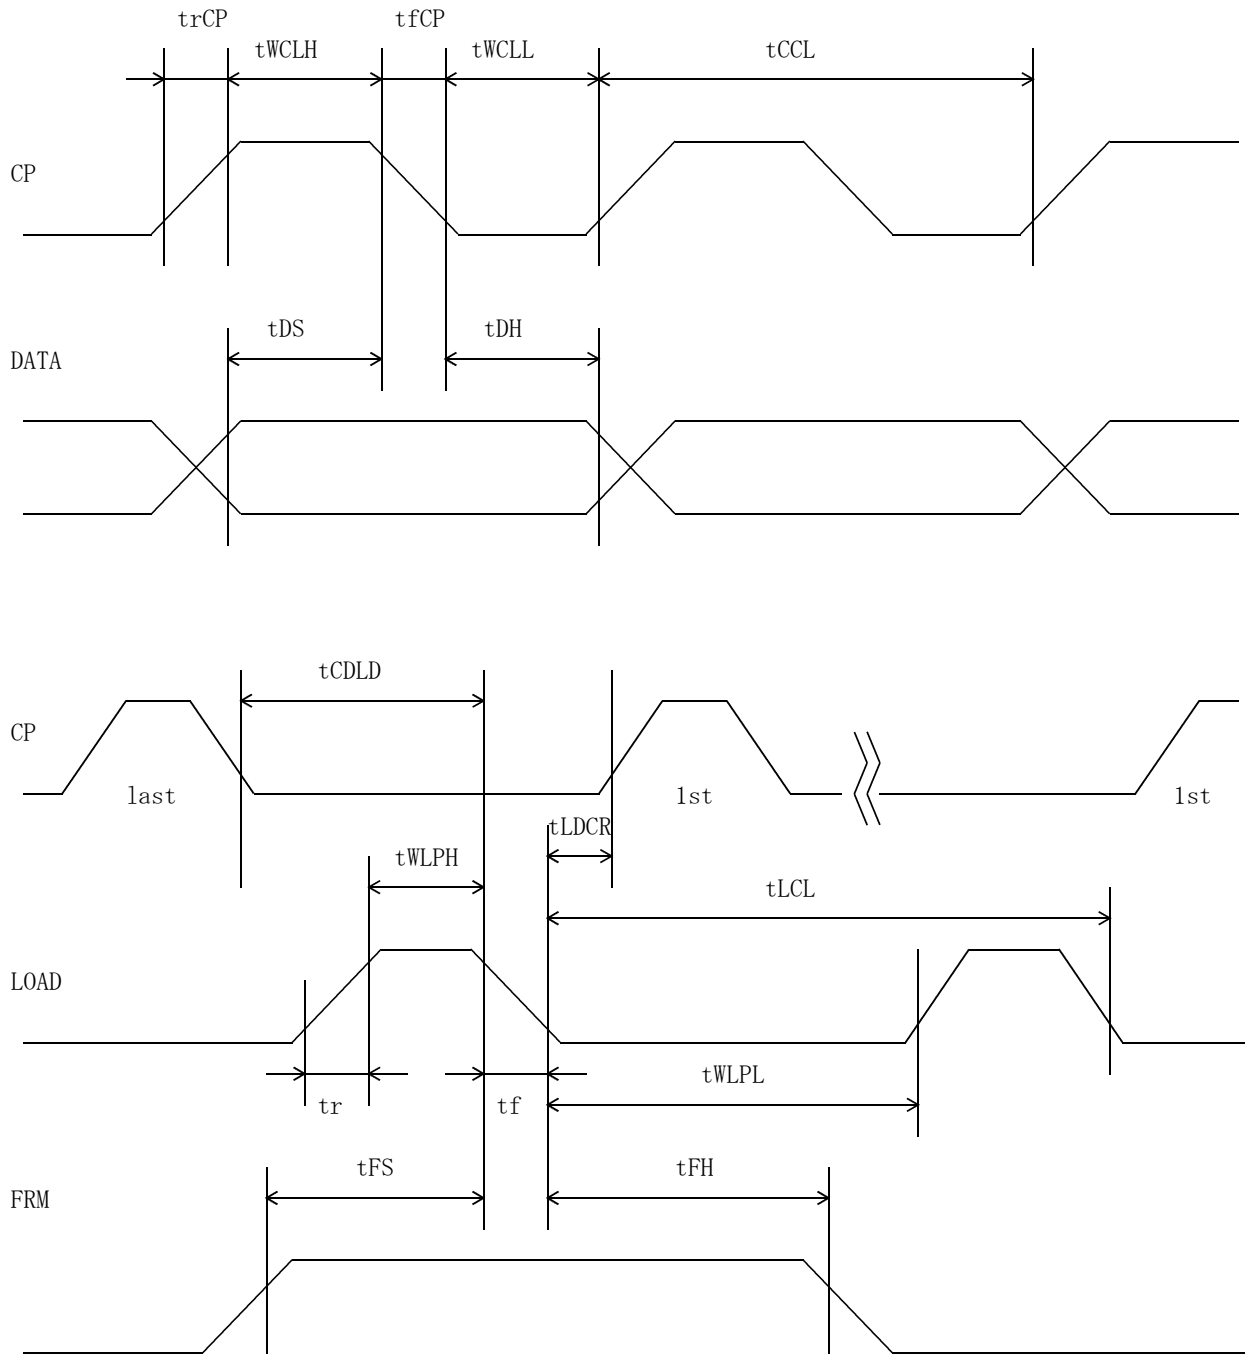 trCP tfCP
tWCLH tWCLL tCCL
CP
tDS tDH
DATA
tCDLD
CP
last 1st 1st
tLDCR
tWLPH tLCL
LOAD
tWLPL
tr tf
tFS tFH
FRM